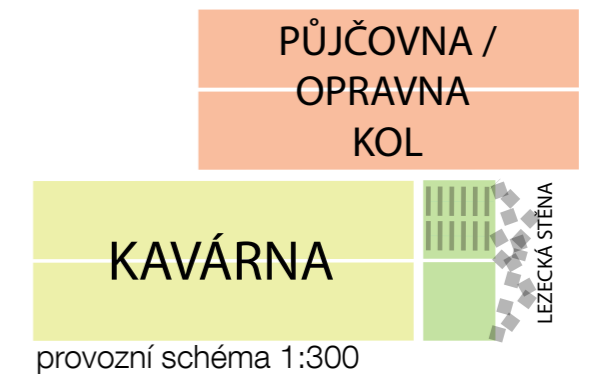 PŮJČOVNA /
OPRAVNA
KOL
KAVÁRNA
LEZECKÁ STĚNA
provozní schéma 1:300